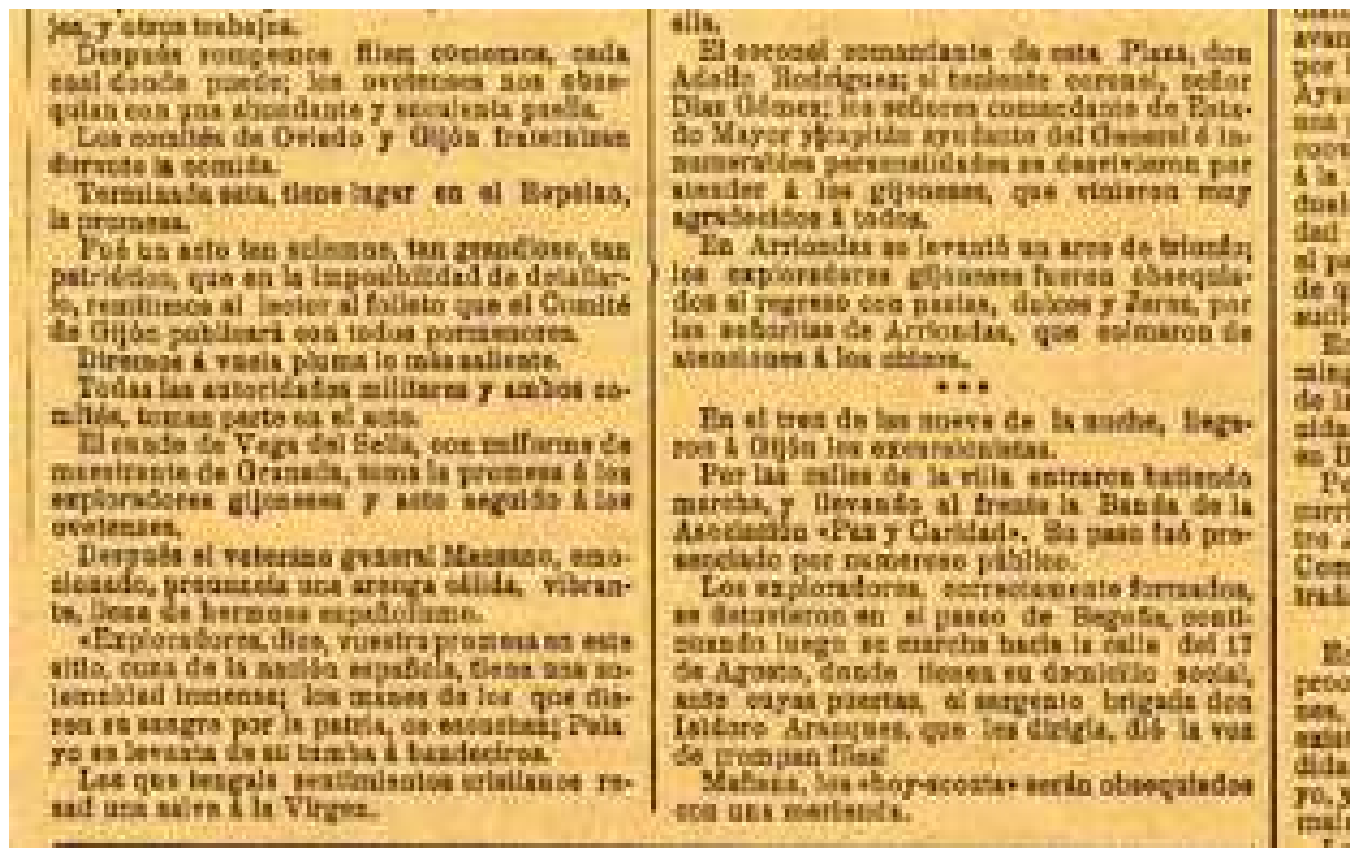 jes, y otros trabajos.
Después rompemos filas; comemos, cada
cual donde puede; los ovetenses nos obse-
quian con una abundante y suculenta paella.
Los comités de Oviedo y Gijón fraternizan
durante la comida.
Terminada esta, tiene lugar en el Repelao,
la promesa.
Fué un acto tan solemne, tan grandioso, tan
patriótico, que en la imposibilidad de detallar-
lo, remitimos al lector al folleto que el Comité
de Gijón publicará con todos pormenores.
Diremos á vuela pluma lo más saliente.
Todas las autoridades militares y ambos co-
mités, toman parte en el acto.
El conde de Vega del Sella, con uniforme de
maestrante de Granada, toma la promesa á los
exploradores gijoneses y acto seguido á los
ovetenses.
Después el veterano general Manzano, emo-
cionado, pronuncia una arenga cálida, vibran-
te, llena de hermoso españolismo.
«Exploradores, dice, vuestra promesa en este
sitio, cuna de la nación española, tiene una so-
lemnidad inmensa; los manes de los que die-
ron su sangre por la patria, os escuchan; Pela
yo se levanta de su tumba á bendeciros.
Los que tengais sentimientos cristianos re-
zad una salve á la Virgen.
ella.
El coronel comandante de esta Plaza, don
Adolfo Rodríguez; el teniente coronel, señor
Díaz Gómez; los señores comandante de Esta-
do Mayor y capitán ayudante del General é in-
numerables personalidades se desvivieron por
atender á los gijoneses, que vinieron muy
agradecidos á todos.
En Arriondas se levantó un arco de triunfo;
los exploradores gijoneses fueron obsequia-
dos al regreso con pastas, dulces y Jerez, por
las señoritas de Arriondas, que colmaron de
atenciones á los chicos.
* * *
En el tren de las nueve de la noche, llega-
ron á Gijón los excursionistas.
Por las calles de la villa entraron batiendo
marcha, y llevando al frente la Banda de la
Asociación «Paz y Caridad». Su paso fué pre-
senciado por numeroso público.
Los exploradores, correctamente formados,
se detuvieron en el paseo de Begoña, conti-
nuando luego su marcha hacia la calle del 17
de Agosto, donde tienen su domicilio social,
ante cuyas puertas, el sargento brigada don
Isidoro Aranques, que les dirigía, dió la voz
de ¡rompan filas!
Mañana, los «boy-scouts» serán obsequiados
con una merienda.